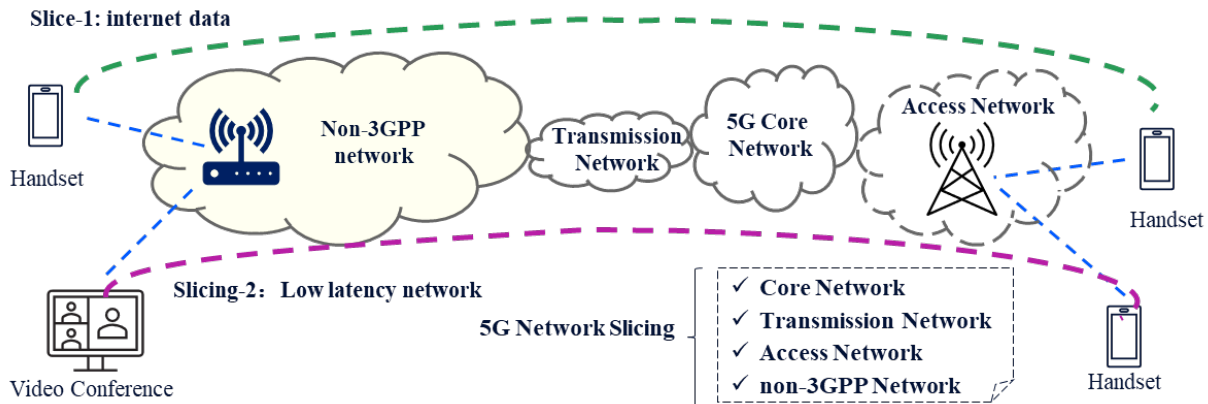 Slice-1: internet data
Non-3GPP
network
Transmission
Network
5G Core
Network
Access Network
Handset
Handset
Slicing-2：Low latency network
5G Network Slicing
✓ Core Network
✓ Transmission Network
✓ Access Network
✓ non-3GPP Network
Video Conference
Handset